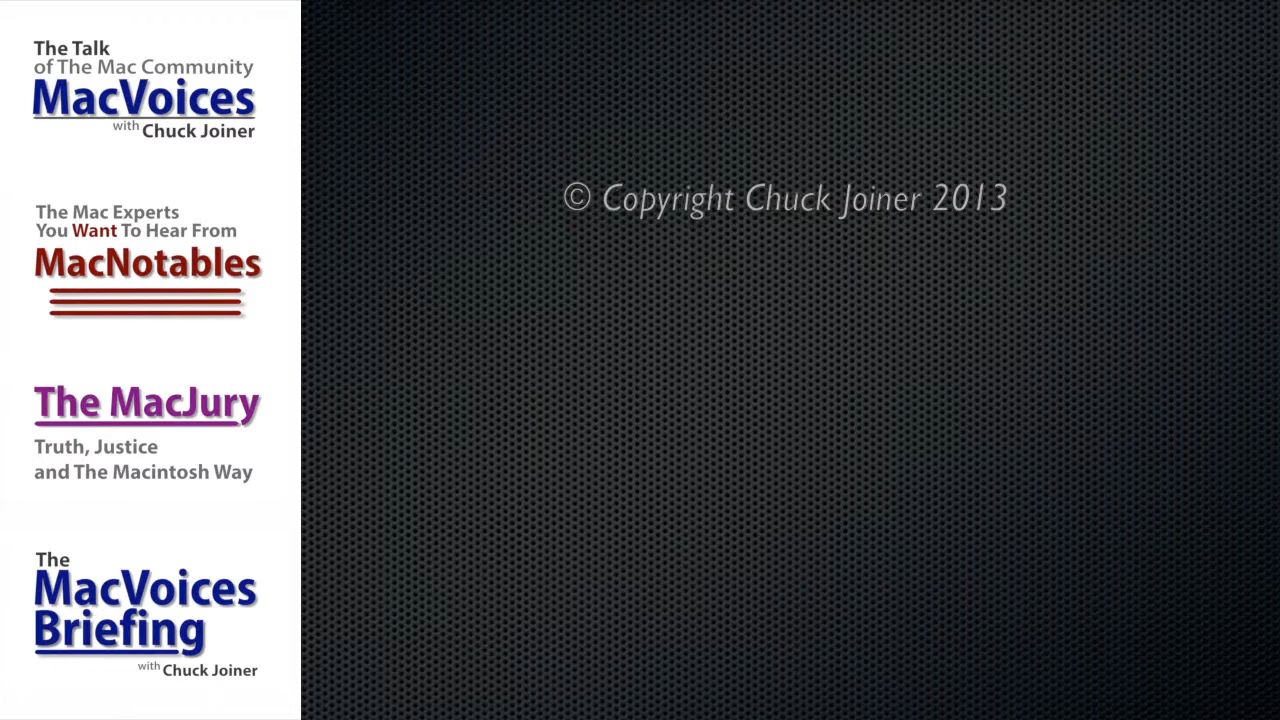 The Talk
of The Mac Community
MacVoices
with Chuck Joiner
The Mac Experts
You Want To Hear From
MacNotables
The MacJury
Truth, Justice
and The Macintosh Way
The
MacVoices
Briefing
with Chuck Joiner
© Copyright Chuck Joiner 2013